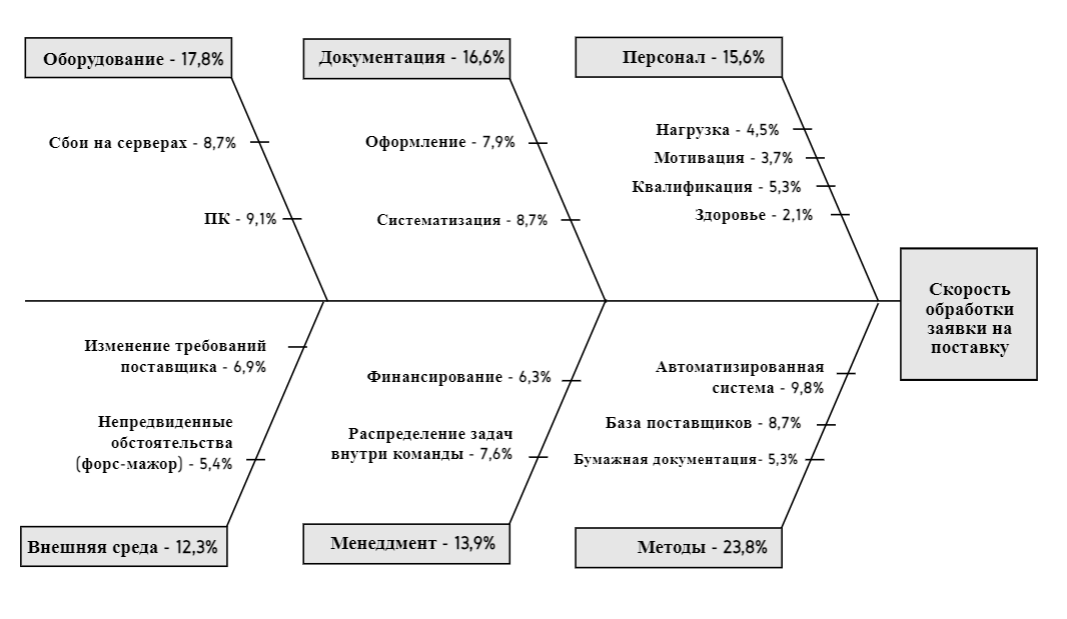 Оборудование - 17,8%
Сбои на серверах - 8,7%
ПК - 9,1%
Документация - 16,6%
Оформление - 7,9%
Систематизация - 8,7%
Персонал - 15,6%
Нагрузка - 4,5%
Мотивация - 3,7%
Квалификация - 5,3%
Здоровье - 2,1%
Скорость
обработки
заявки на
поставку
Изменение требований
поставщика - 6,9%
Непредвиденные
обстоятельства
(форс-мажор) - 5,4%
Внешняя среда - 12,3%
Финансирование - 6,3%
Распределение задач
внутри команды - 7,6%
Менеддмент - 13,9%
Автоматизированная
система - 9,8%
База поставщиков - 8,7%
Бумажная документация- 5,3%
Методы - 23,8%